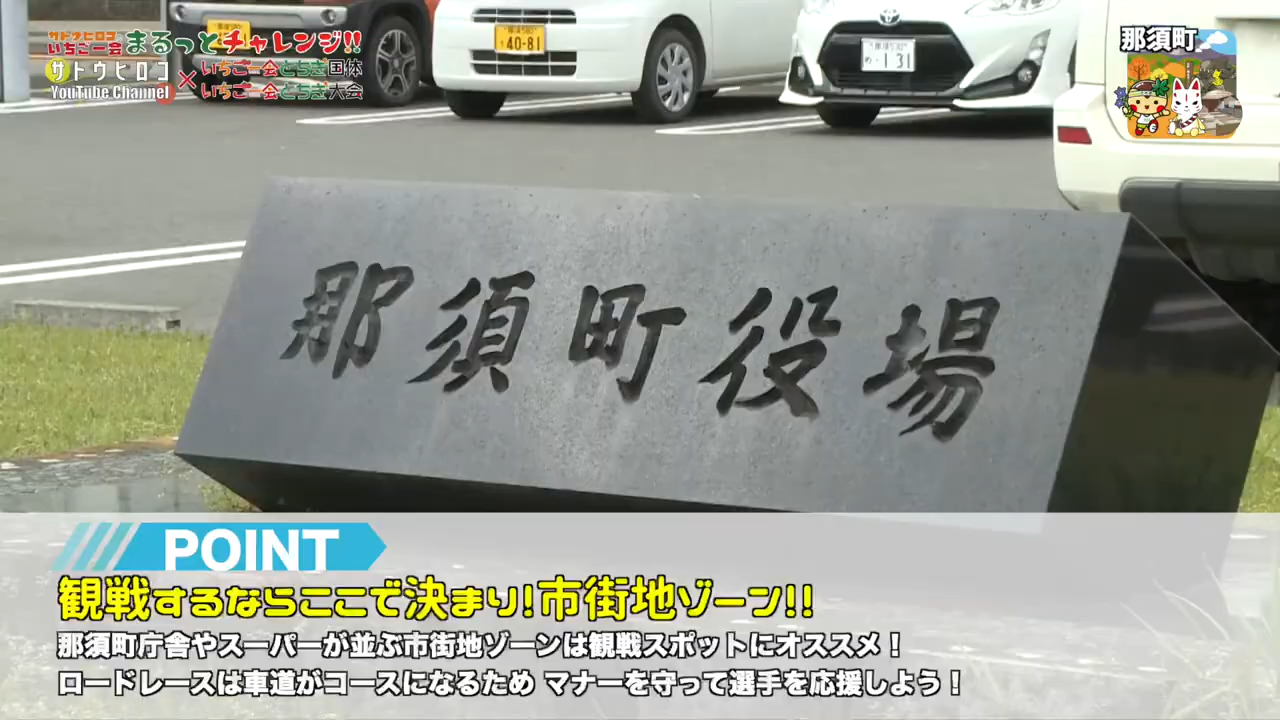 サトナヒロコ
いちご一会 まるっとチャレンジ!!
サトウヒロコ
YouTube Channel
×
いちご一会とちぎ国体
いちご一会とちぎ大会
那須町
40-81
1 31
那須町役場
POINT
観戦するならここで決まり!市街地ゾーン!!
那須町庁舎やスーパーが並ぶ市街地ゾーンは観戦スポットにオススメ！
ロードレースは車道がコースになるため マナーを守って選手を応援しよう！